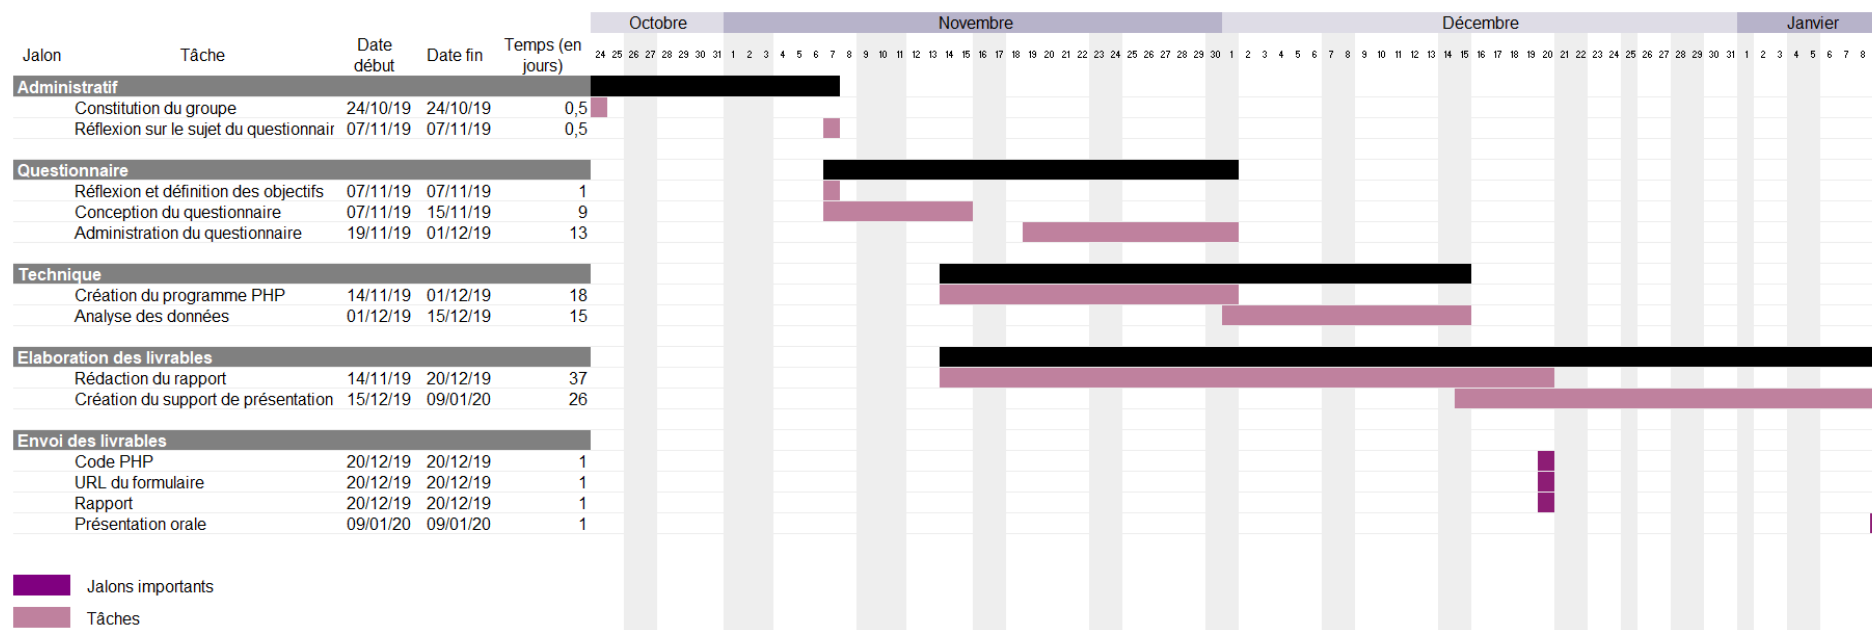 Octobre Novembre Décembre Janvier
Jalon Tâche Date début Date fin Temps (en jours) 24 25 26 27 28 29 30 31 1 2 3 4 5 6 7 8 9 10 11 12 13 14 15 16 17 18 19 20 21 22 23 24 25 26 27 28 29 30 1 2 3 4 5 6 7 8 9 10 11 12 13 14 15 16 17 18 19 20 21 22 23 24 25 26 27 28 29 30 31 1 2 3 4 5 6 7 8
Administratif
Constitution du groupe 24/10/19 24/10/19 0,5
Réflexion sur le sujet du questionnair 07/11/19 07/11/19 0,5
Questionnaire
Réflexion et définition des objectifs 07/11/19 07/11/19 1
Conception du questionnaire 07/11/19 15/11/19 9
Administration du questionnaire 19/11/19 01/12/19 13
Technique
Création du programme PHP 14/11/19 01/12/19 18
Analyse des données 01/12/19 15/12/19 15
Elaboration des livrables
Rédaction du rapport 14/11/19 20/12/19 37
Création du support de présentation 15/12/19 09/01/20 26
Envoi des livrables
Code PHP 20/12/19 20/12/19 1
URL du formulaire 20/12/19 20/12/19 1
Rapport 20/12/19 20/12/19 1
Présentation orale 09/01/20 09/01/20 1
Jalons importants
Tâches